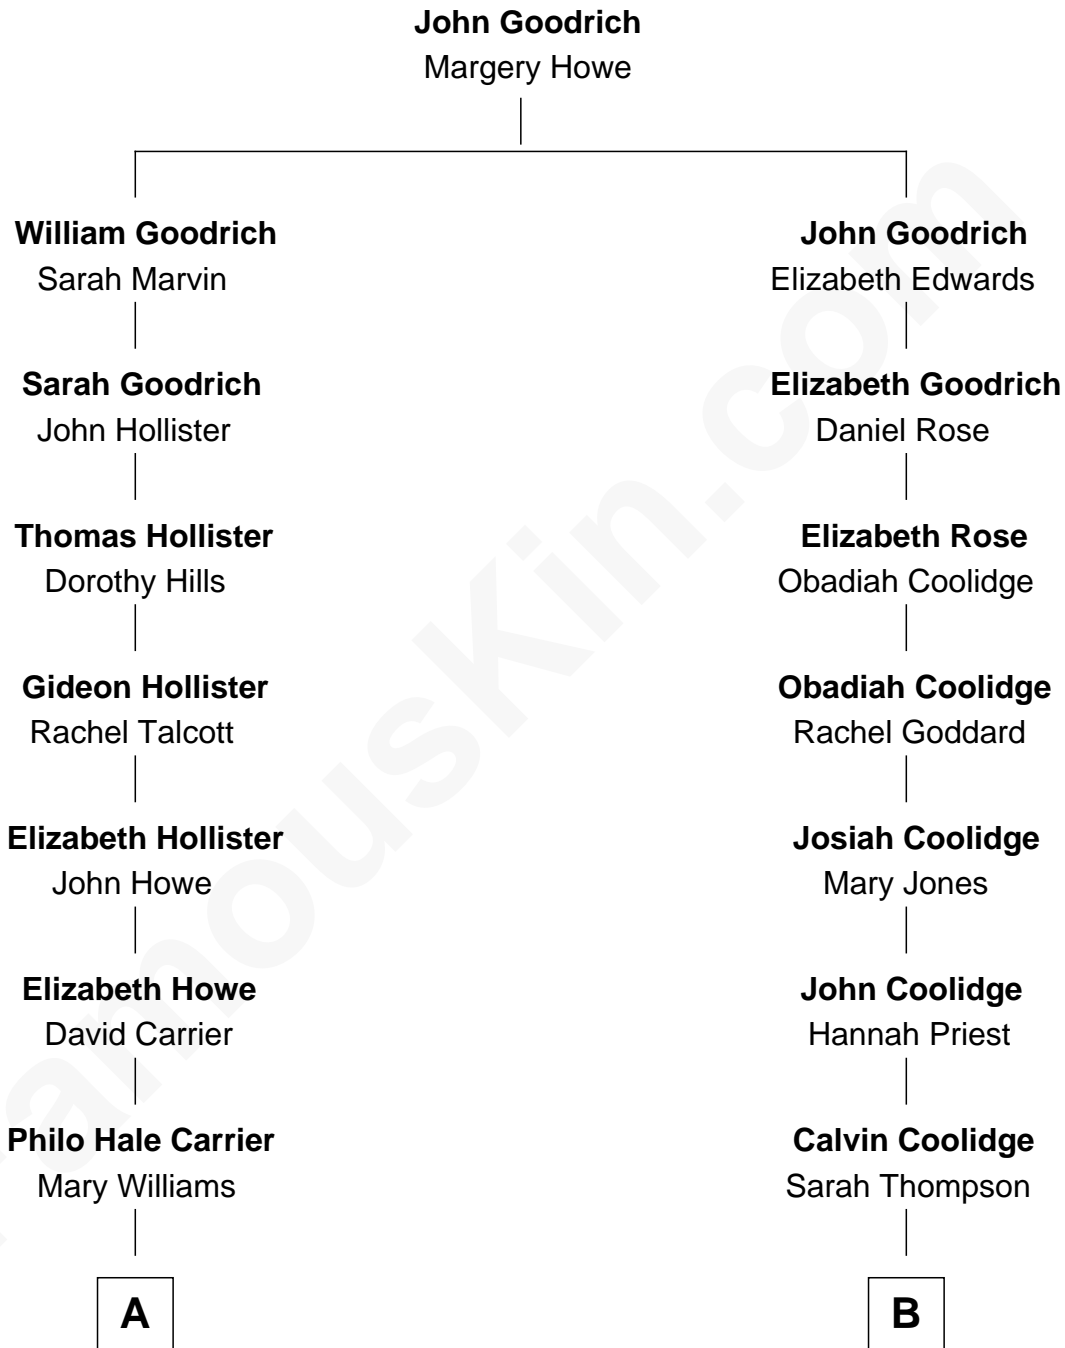 John Goodrich
Margery Howe
William Goodrich
Sarah Marvin
John Goodrich
Elizabeth Edwards
Sarah Goodrich
John Hollister
Elizabeth Goodrich
Daniel Rose
Thomas Hollister
Dorothy Hills
Elizabeth Rose
Obadiah Coolidge
Gideon Hollister
Rachel Talcott
Obadiah Coolidge
Rachel Goddard
Elizabeth Hollister
John Howe
Josiah Coolidge
Mary Jones
Elizabeth Howe
David Carrier
John Coolidge
Hannah Priest
Philo Hale Carrier
Mary Williams
Calvin Coolidge
Sarah Thompson
A
B
FamousKin.com